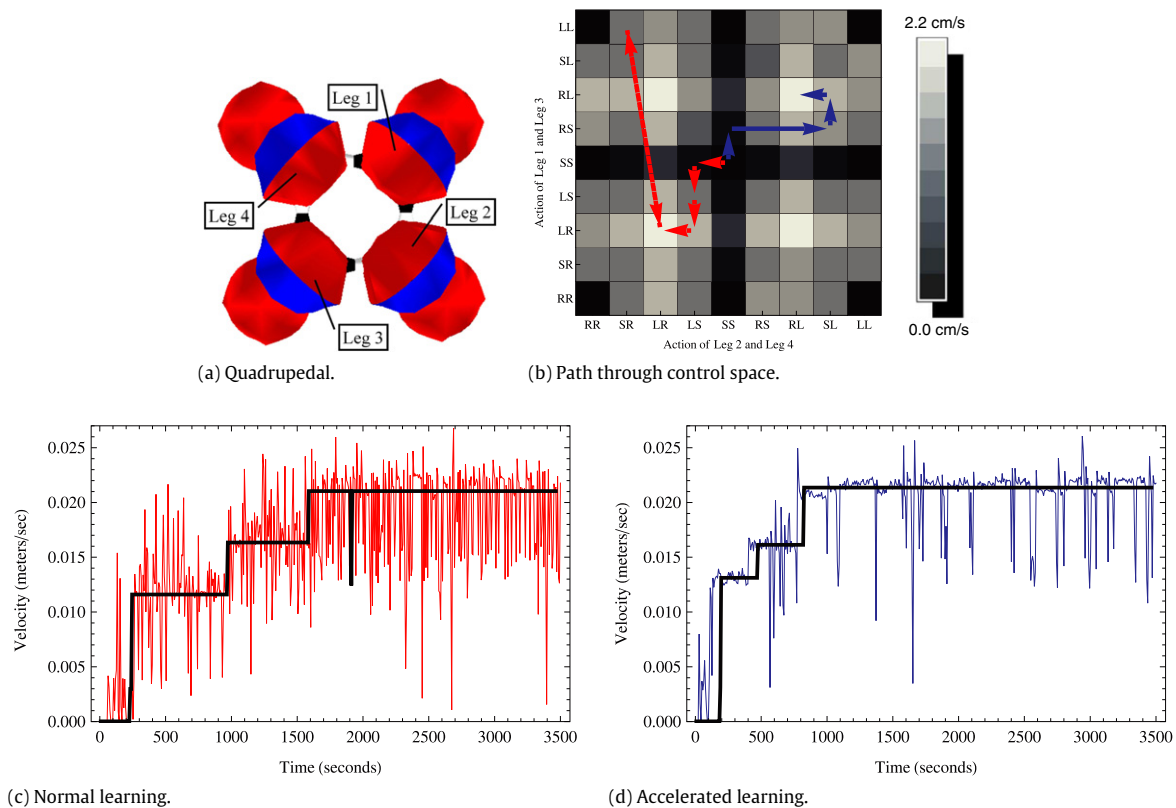 Leg 1
Leg 4
Leg 2
Leg 3
(a) Quadrupedal.
LL
SL
RL
RS
SS
LS
LR
SR
RR
Action of Leg 1 and Leg 3
RR SR LR LS SS RS RL SL LL
Action of Leg 2 and Leg 4
2.2 cm/s
0.0 cm/s
(b) Path through control space.
0.025
0.020
0.015
0.010
0.005
0.000
Velocity (meters/sec)
0 500 1000 1500 2000 2500 3000 3500
Time (seconds)
(c) Normal learning.
0.025
0.020
0.015
0.010
0.005
0.000
Velocity (meters/sec)
0 500 1000 1500 2000 2500 3000 3500
Time (seconds)
(d) Accelerated learning.